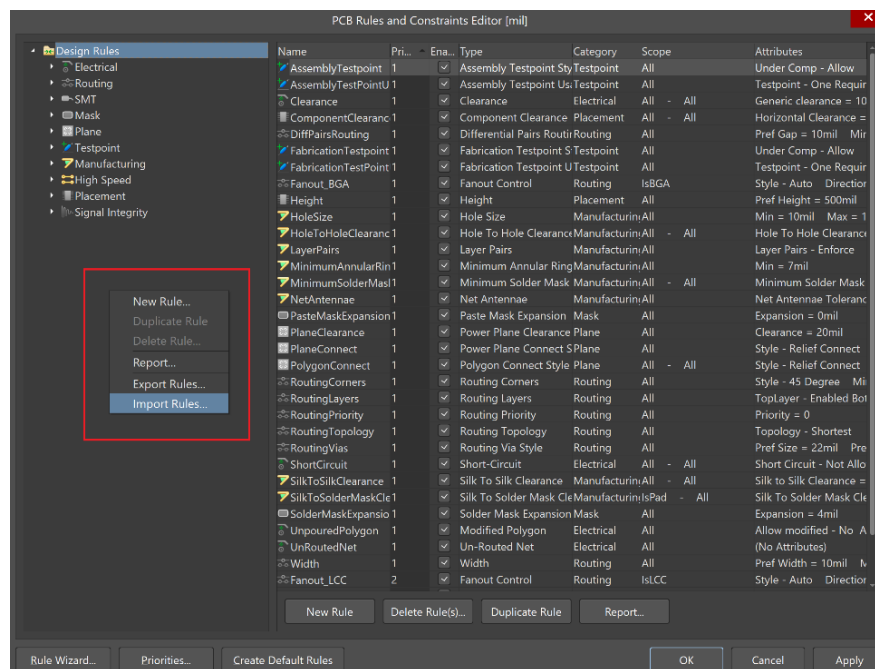 PCB Rules and Constraints Editor [mil]
Design Rules
Electrical
Routing
SMT
Mask
Plane
Testpoint
Manufacturing
High Speed
Placement
Signal Integrity
New Rule...
Duplicate Rule
Delete Rule...
Report...
Export Rules...
Import Rules...
Name Pri... Ena... Type Category Scope Attributes
AssemblyTestpoint 1 Assembly Testpoint Sty Testpoint All Under Comp - Allow
AssemblyTestPointU 1 Assembly Testpoint Usa Testpoint All Testpoint - One Requir
Clearance 1 Clearance Electrical All - All Generic clearance = 10
ComponentClearanc 1 Component Clearance Placement All - All Horizontal Clearance =
DiffPairsRouting 1 Differential Pairs Routin Routing All Pref Gap = 10mil Mir
FabricationTestpoint 1 Fabrication Testpoint S Testpoint All Under Comp - Allow
FabricationTestPoint 1 Fabrication Testpoint U Testpoint All Testpoint - One Requir
Fanout_BGA 1 Fanout Control Routing IsBGA Style - Auto Direction
Height 1 Height Placement All Pref Height = 500mil
HoleSize 1 Hole Size Manufacturing All Min = 10mil Max = 1
HoleToHoleClearanc 1 Hole To Hole Clearance Manufacturing All - All Hole To Hole Clearance
LayerPairs 1 Layer Pairs Manufacturing All Layer Pairs - Enforce
MinimumAnnularRin 1 Minimum Annular Ring Manufacturing All Min = 7mil
MinimumSolderMasl 1 Minimum Solder Mask Manufacturing All - All Minimum Solder Mask
NetAntennae 1 Net Antennae Manufacturing All Net Antennae Toleranc
PasteMaskExpansion 1 Paste Mask Expansion Mask All Expansion = 0mil
PlaneClearance 1 Power Plane Clearance Plane All Clearance = 20mil
PlaneConnect 1 Power Plane Connect S Plane All Style - Relief Connect
PolygonConnect 1 Polygon Connect Style Plane All - All Style - Relief Connect
RoutingCorners 1 Routing Corners Routing All Style - 45 Degree Mi
RoutingLayers 1 Routing Layers Routing All TopLayer - Enabled Bot
RoutingPriority 1 Routing Priority Routing All Priority = 0
RoutingTopology 1 Routing Topology Routing All Topology - Shortest
RoutingVias 1 Routing Via Style Routing All Pref Size = 22mil Pre
ShortCircuit 1 Short-Circuit Electrical All - All Short Circuit - Not Allo
SilkToSilkClearance 1 Silk To Silk Clearance Manufacturing All - All Silk to Silk Clearance =
SilkToSolderMaskCle 1 Silk To Solder Mask Cle Manufacturing IsPad - All Silk To Solder Mask Cle
SolderMaskExpansio 1 Solder Mask Expansion Mask All Expansion = 4mil
UnpouredPolygon 1 Modified Polygon Electrical All Allow modified - No A
UnRoutedNet 1 Un-Routed Net Electrical All (No Attributes)
Width 1 Width Routing All Pref Width = 10mil M
Fanout_LCC 2 Fanout Control Routing IsLCC Style - Auto Direction
New Rule Delete Rule(s)... Duplicate Rule Report...
Rule Wizard... Priorities... Create Default Rules OK Cancel Apply